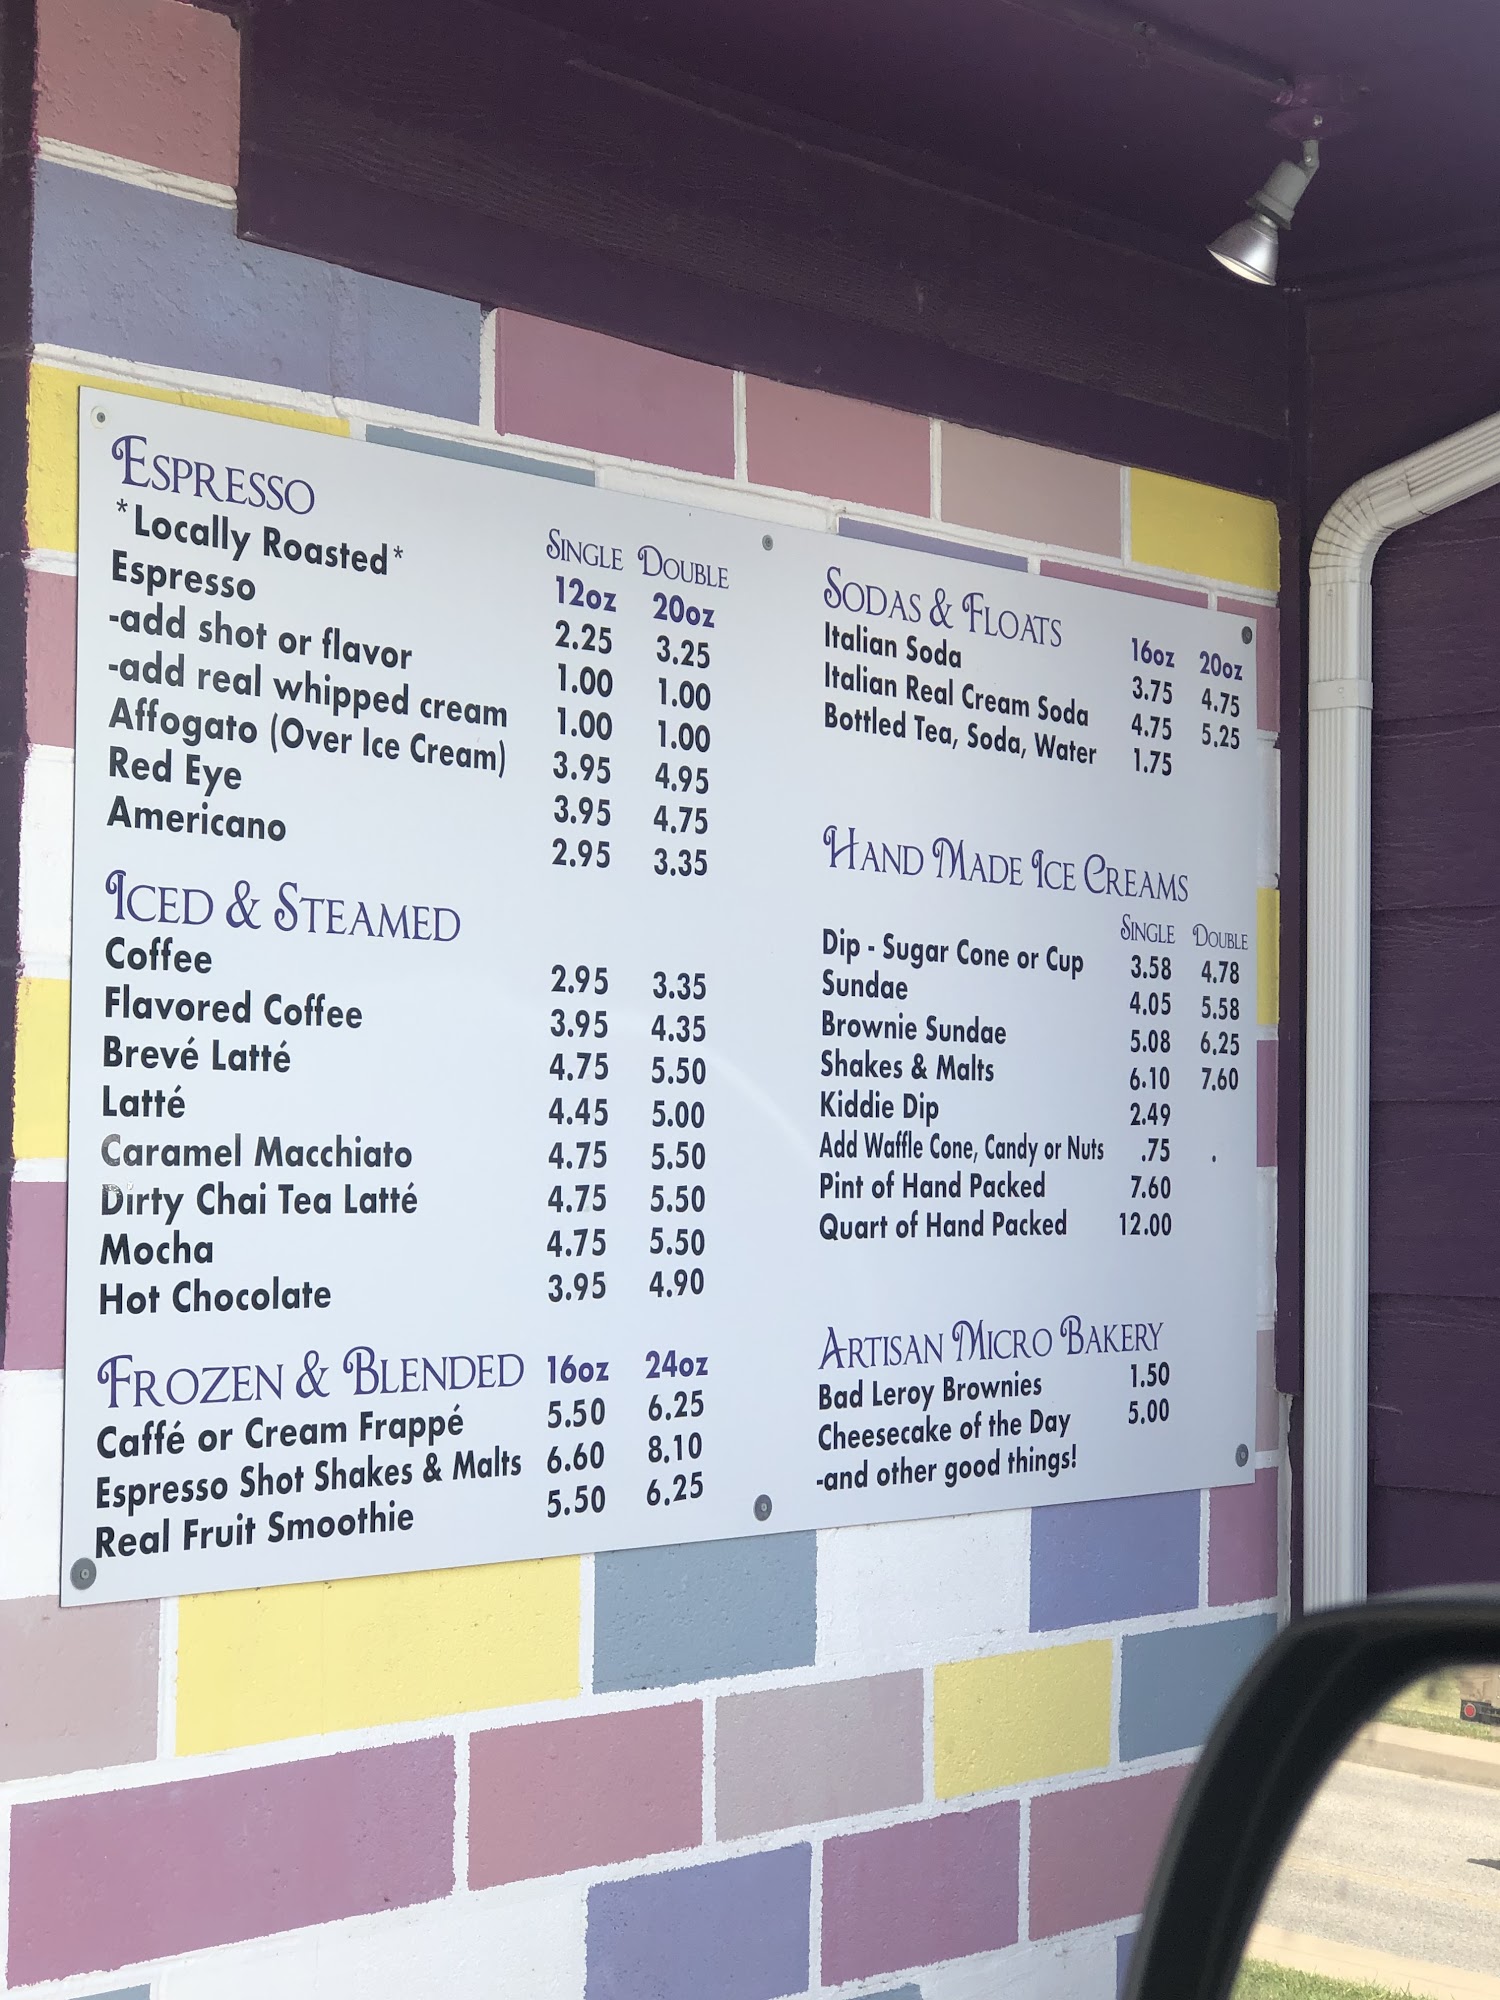 ESPRESSO
*Locally Roasted* SINGLE DOUBLE
12oz 20oz
Espresso 2.25 3.25
-add shot or flavor 1.00 1.00
-add real whipped cream 1.00 1.00
Affogato (Over Ice Cream) 3.95 4.95
Red Eye 3.95 4.75
Americano 2.95 3.35
ICED & STEAMED
Coffee 2.95 3.35
Flavored Coffee 3.95 4.35
Brevé Latté 4.75 5.50
Latté 4.45 5.00
Caramel Macchiato 4.75 5.50
Dirty Chai Tea Latté 4.75 5.50
Mocha 4.75 5.50
Hot Chocolate 3.95 4.90
FROZEN & BLENDED 16oz 24oz
Caffé or Cream Frappé 5.50 6.25
Espresso Shot Shakes & Malts 6.60 8.10
Real Fruit Smoothie 5.50 6.25
SODAS & FLOATS
16oz 20oz
Italian Soda 3.75 4.75
Italian Real Cream Soda 4.75 5.25
Bottled Tea, Soda, Water 1.75
HAND MADE ICE CREAMS
SINGLE DOUBLE
Dip - Sugar Cone or Cup 3.58 4.78
Sundae 4.05 5.58
Brownie Sundae 5.08 6.25
Shakes & Malts 6.10 7.60
Kiddie Dip 2.49
Add Waffle Cone, Candy or Nuts .75 .
Pint of Hand Packed 7.60
Quart of Hand Packed 12.00
ARTISAN MICRO BAKERY
Bad Leroy Brownies 1.50
Cheesecake of the Day 5.00
-and other good things!